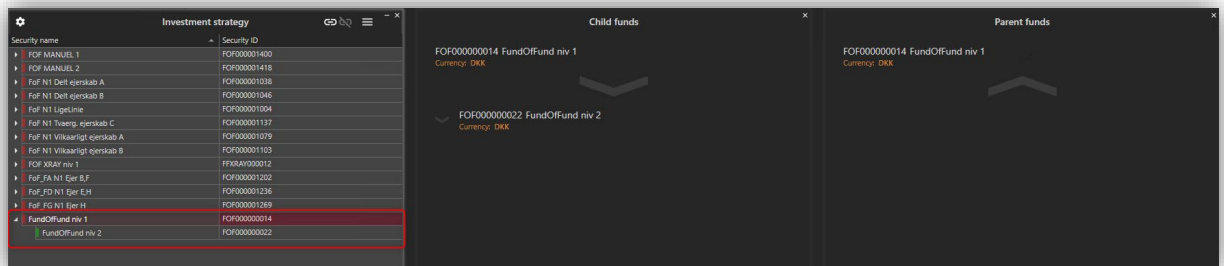 Investment strategy
Security name Security ID
FOF MANUEL 1 FOF000001400
FOF MANUEL 2 FOF000001418
FoF N1 Delt ejerskab A FOF000001038
FoF N1 Delt ejerskab B FOF000001046
FoF N1 LigeLinie FOF000001004
FoF N1 Tvaerg. ejerskab C FOF000001137
FoF N1 Vilkaarligt ejerskab A FOF000001079
FoF N1 Vilkaarligt ejerskab B FOF000001103
FOF XRAY niv 1 FFXRAY000012
FoF_FA N1 Ejer B,F FOF000001202
FoF_FD N1 Ejer E,H FOF000001236
FoF_FG N1 Ejer H FOF000001269
FundOfFund niv 1 FOF000000014
FundOfFund niv 2 FOF000000022
Child funds
FOF000000014 FundOfFund niv 1
Currency: DKK
FOF000000022 FundOfFund niv 2
Currency: DKK
Parent funds
FOF000000014 FundOfFund niv 1
Currency: DKK